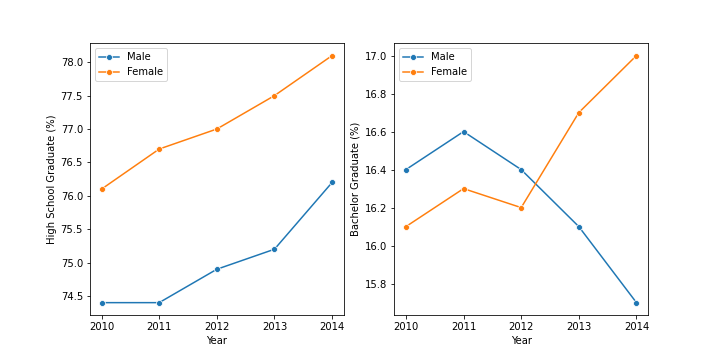 Male
Female
78.0
77.5
77.0
76.5
76.0
75.5
75.0
74.5
High School Graduate (%)
2010 2011 2012 2013 2014
Year
Male
Female
17.0
16.8
16.6
16.4
16.2
16.0
15.8
Bachelor Graduate (%)
2010 2011 2012 2013 2014
Year